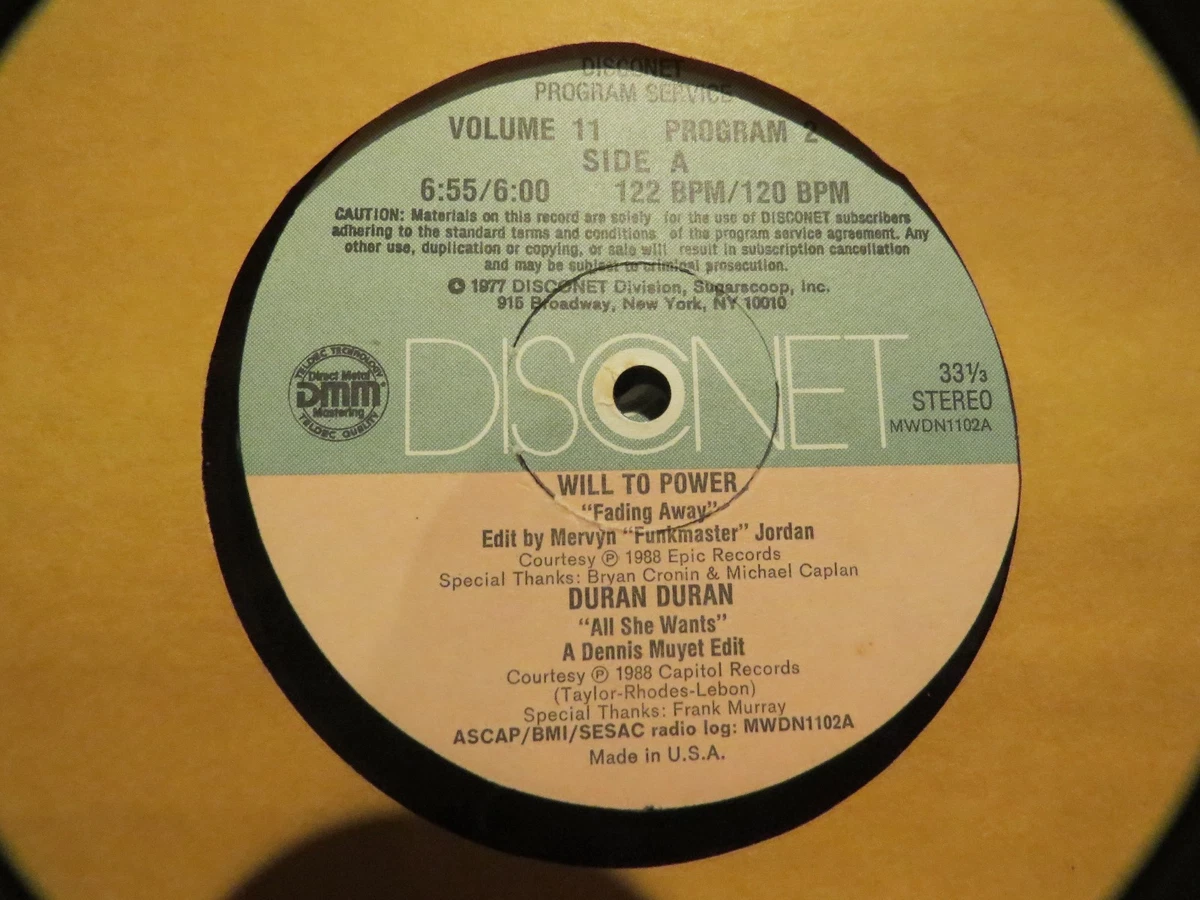 DISCONET
PROGRAM SERVICE
VOLUME 11 PROGRAM 2
SIDE A
6:55/6:00 122 BPM/120 BPM
CAUTION: Materials on this record are solely for the use of DISCONET subscribers
adhering to the standard terms and conditions of the program service agreement. Any
other use, duplication or copying, or sale will result in subscription cancellation
and may be subject to criminal prosecution.
© 1977 DISCONET Division, Sugarscoop, Inc.
915 Broadway, New York, NY 10010
TELDEC TECHNOLOGY
Direct Metal
DMM
Mastering
TELDEC QUALITY
DISCONET
33⅓
STEREO
MWDN1102A
WILL TO POWER
"Fading Away"
Edit by Mervyn "Funkmaster" Jordan
Courtesy ℗ 1988 Epic Records
Special Thanks: Bryan Cronin & Michael Caplan
DURAN DURAN
"All She Wants"
A Dennis Muyet Edit
Courtesy ℗ 1988 Capitol Records
(Taylor-Rhodes-Lebon)
Special Thanks: Frank Murray
ASCAP/BMI/SESAC radio log: MWDN1102A
Made in U.S.A.